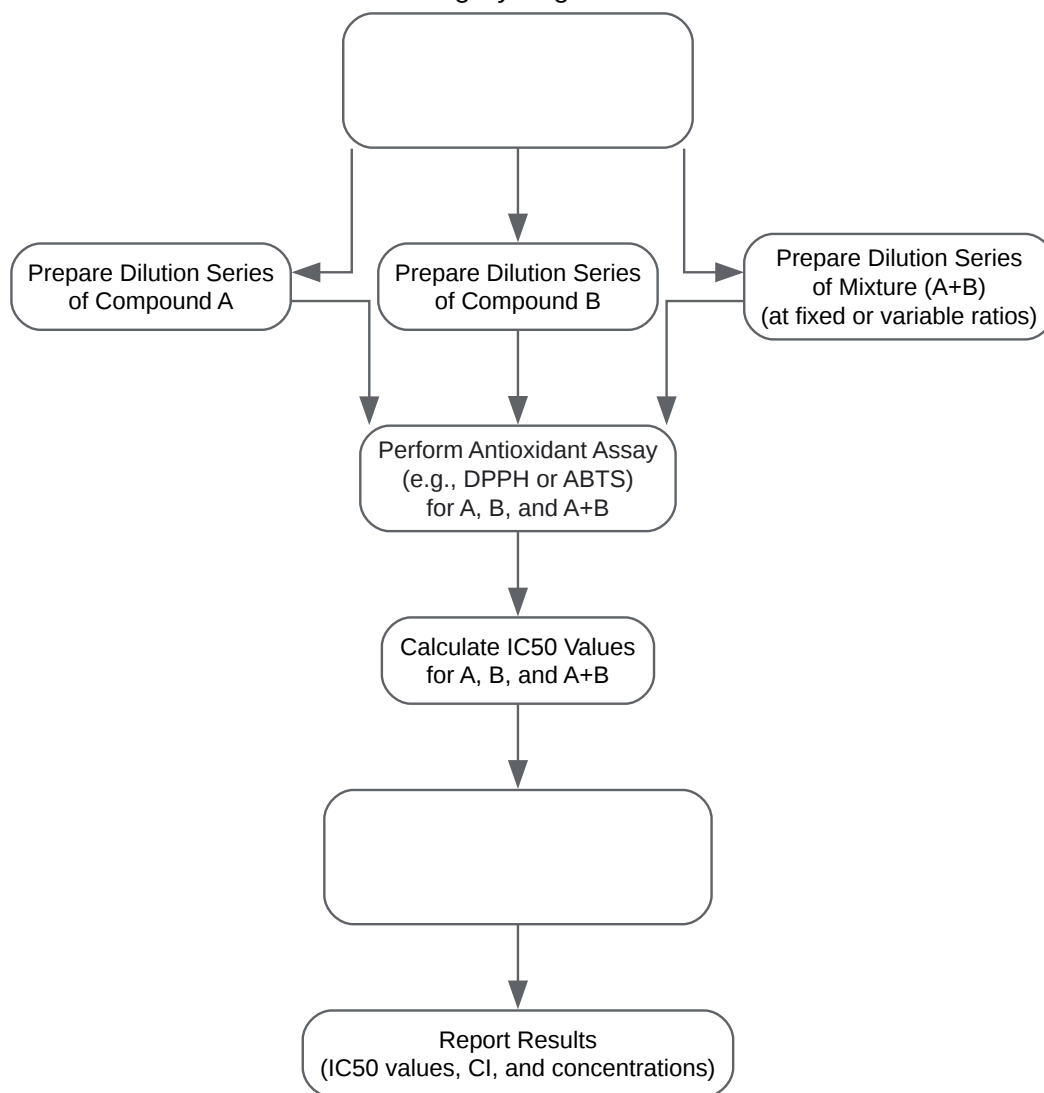 Prepare Dilution Series
of Compound A
Prepare Dilution Series
of Compound B
Prepare Dilution Series
of Mixture (A+B)
(at fixed or variable ratios)
Perform Antioxidant Assay
(e.g., DPPH or ABTS)
for A, B, and A+B
Calculate IC50 Values
for A, B, and A+B
Report Results
(IC50 values, CI, and concentrations)